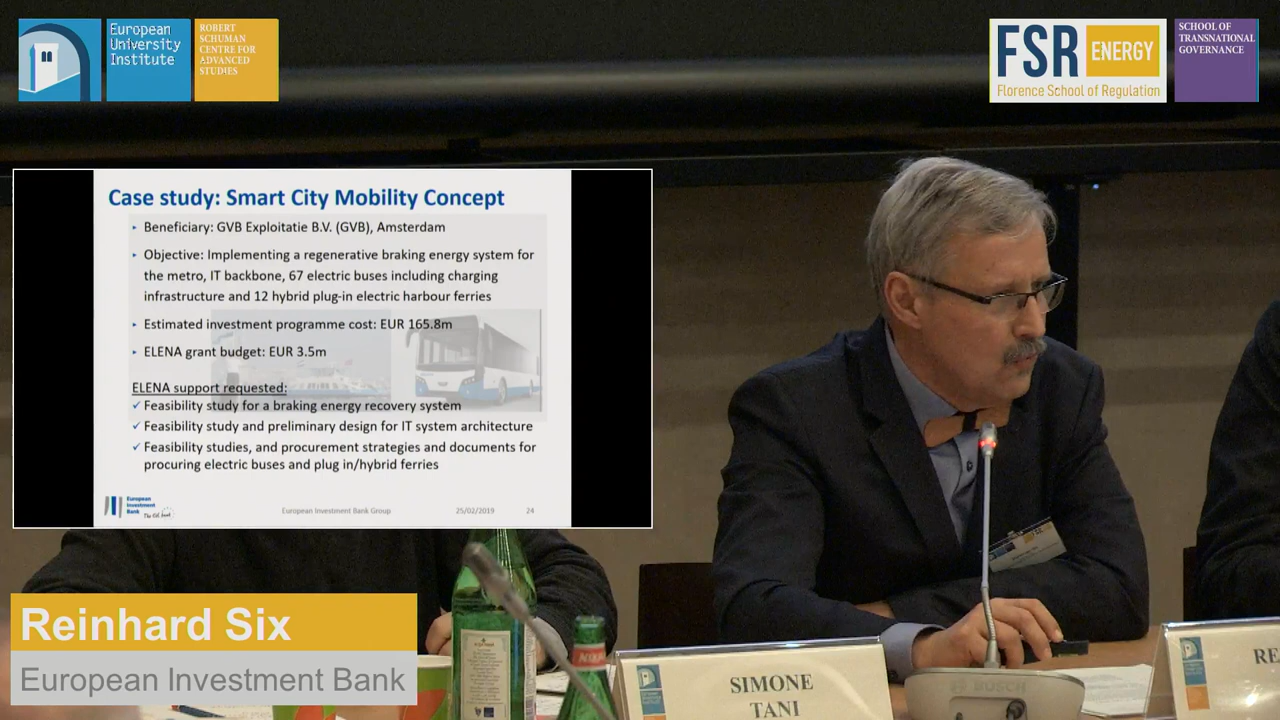 European
University
Institute
ROBERT
SCHUMAN
CENTRE FOR
ADVANCED
STUDIES
FSR ENERGY
Florence School of Regulation
SCHOOL OF
TRANSNATIONAL
GOVERNANCE
Case study: Smart City Mobility Concept
Beneficiary: GVB Exploitatie B.V. (GVB), Amsterdam
Objective: Implementing a regenerative braking energy system for
the metro, IT backbone, 67 electric buses including charging
infrastructure and 12 hybrid plug-in electric harbour ferries
Estimated investment programme cost: EUR 165.8m
ELENA grant budget: EUR 3.5m
ELENA support requested:
✓ Feasibility study for a braking energy recovery system
✓ Feasibility study and preliminary design for IT system architecture
✓ Feasibility studies, and procurement strategies and documents for
procuring electric buses and plug in/hybrid ferries
European
Investment
Bank
The EU bank
European Investment Bank Group
25/02/2019
24
Reinhard Six
European Investment Bank
SIMONE
TANI
BOSCH
RE